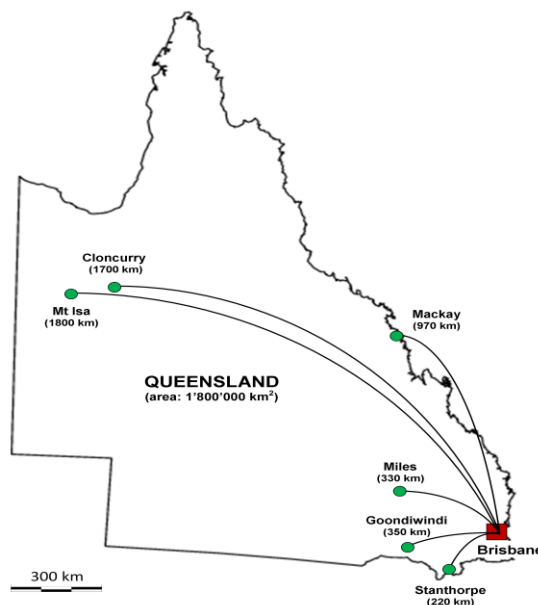 Cloncurry
(1700 km)
Mt Isa
(1800 km)
Mackay
(970 km)
QUEENSLAND
(area: 1'800'000 km²)
Miles
(330 km)
Goondiwindi
(350 km)
Brisbane
Stanthorpe
(220 km)
300 km